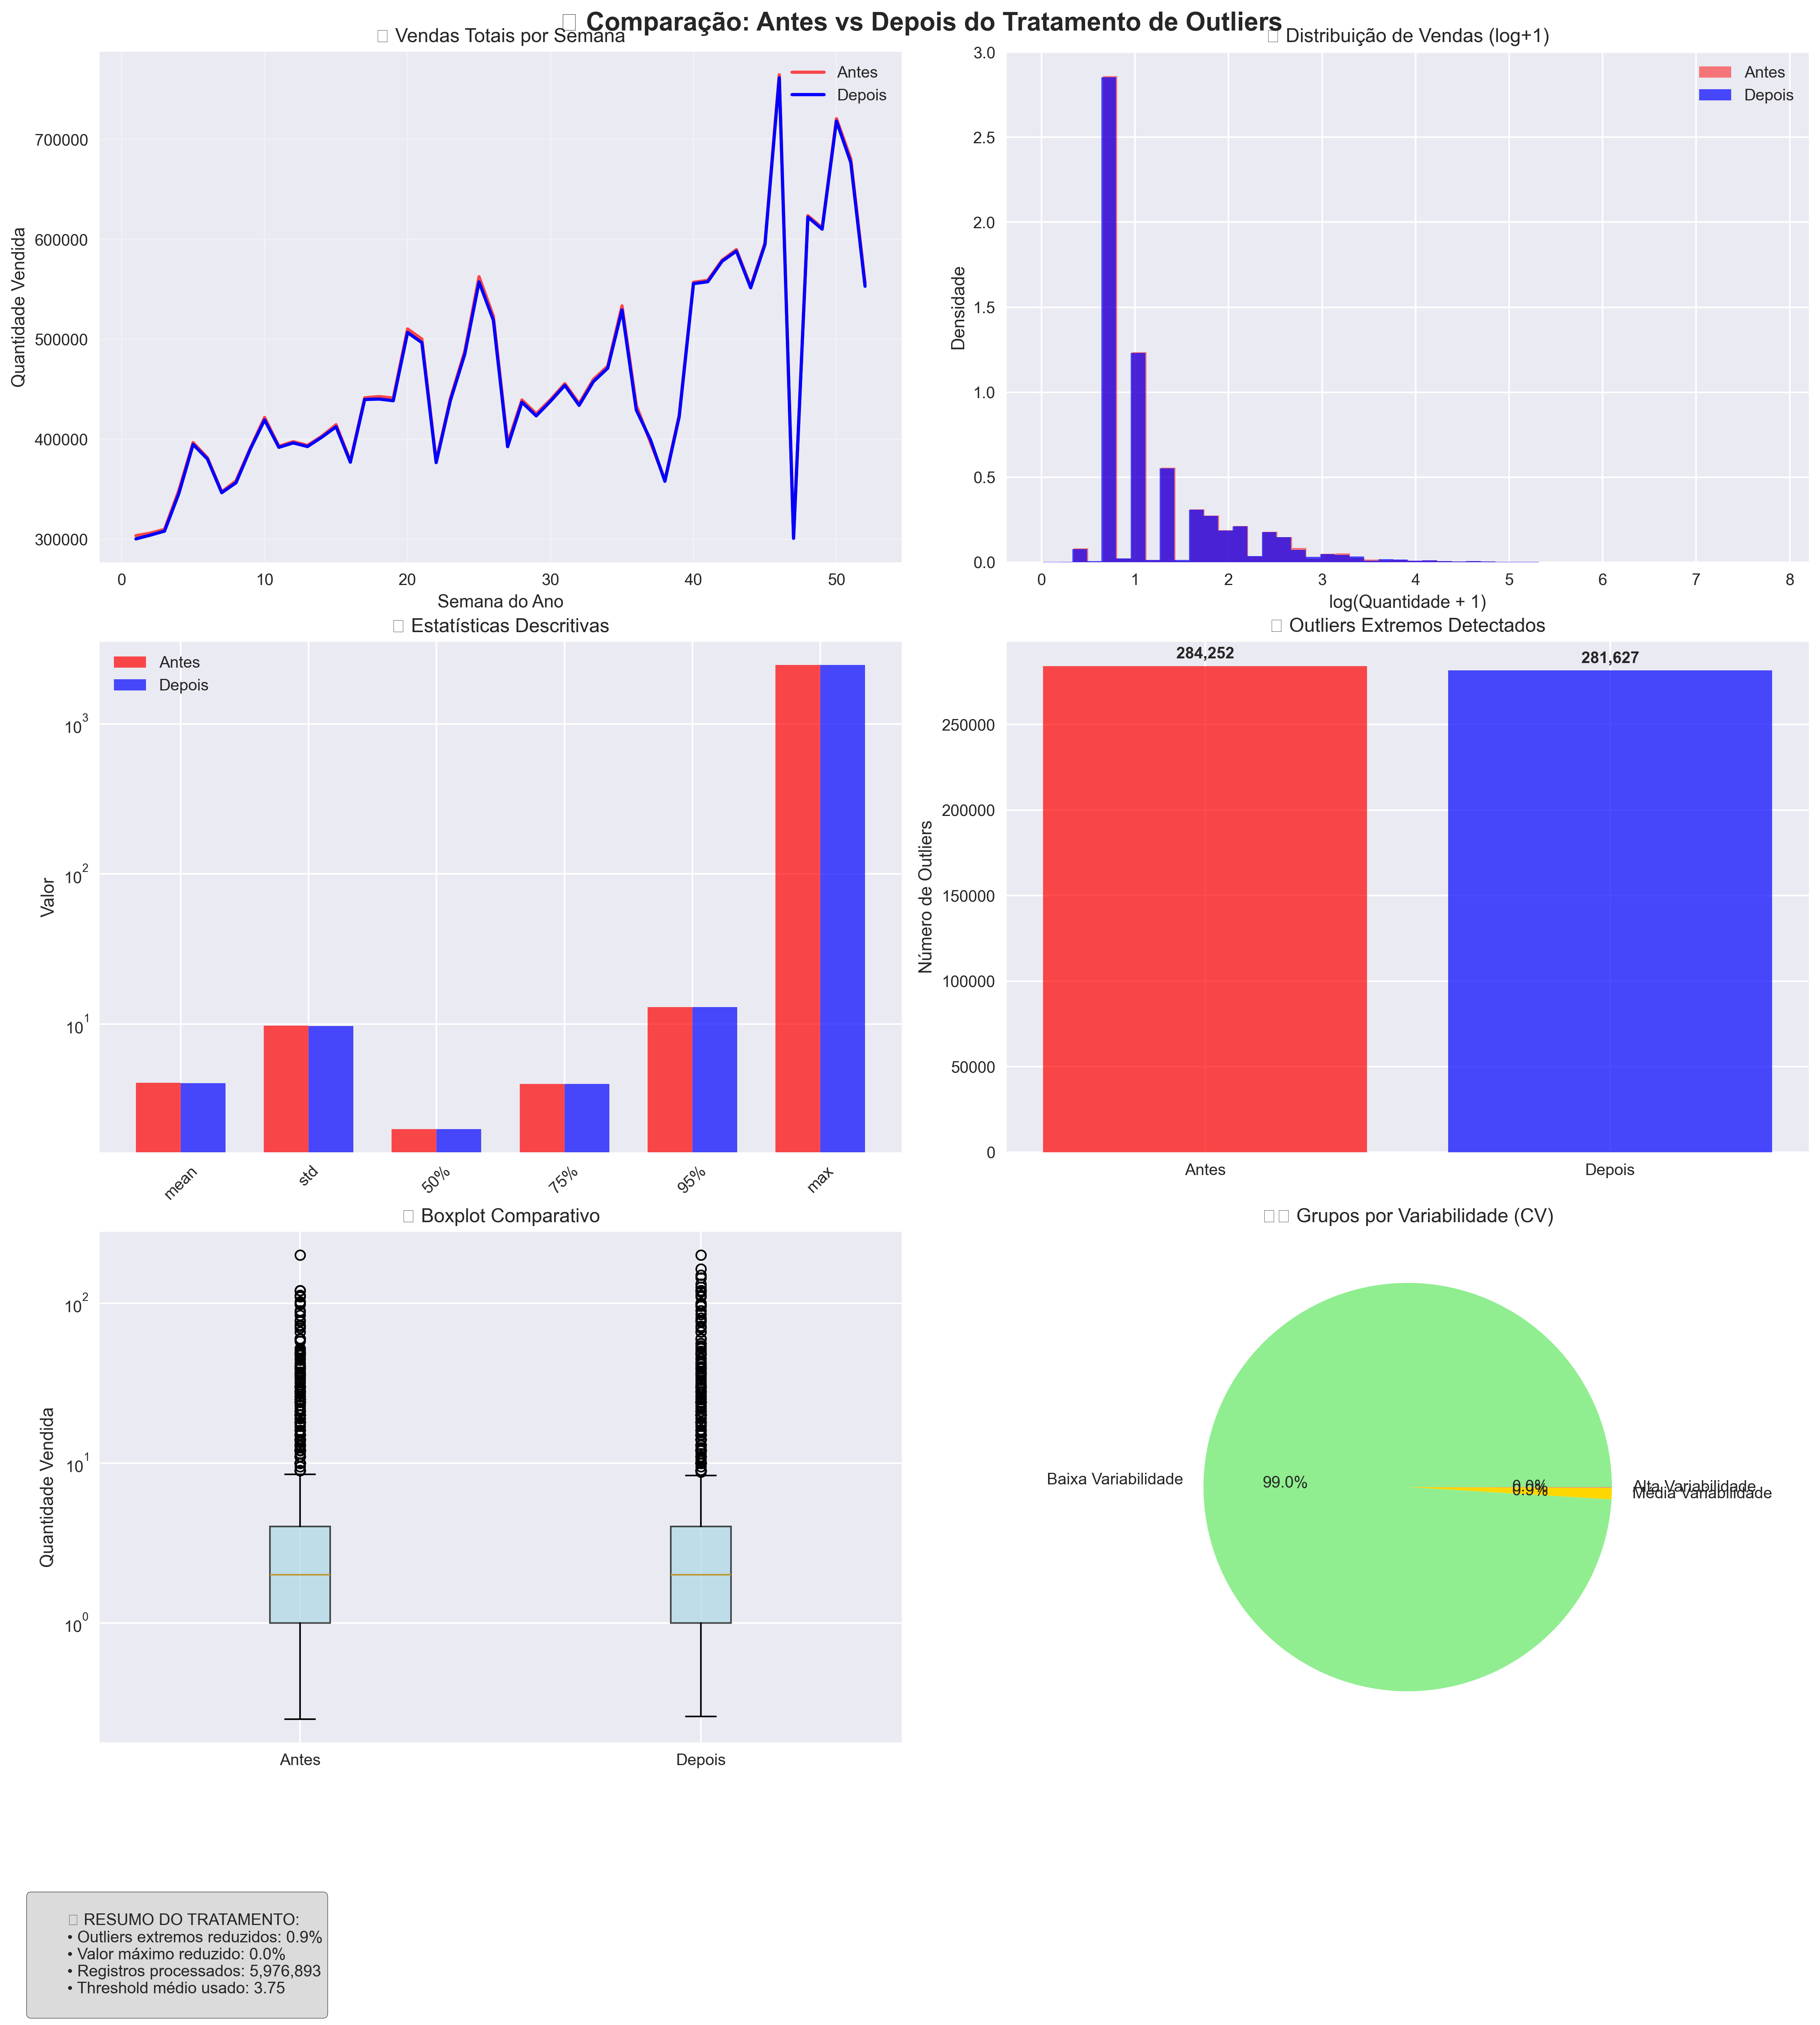 Comparação: Antes vs Depois do Tratamento de Outliers
Vendas Totais por Semana
Antes
Depois
Quantidade Vendida
700000
600000
500000
400000
300000
0 10 20 30 40 50
Semana do Ano
Distribuição de Vendas (log+1)
Antes
Depois
Densidade
3.0
2.5
2.0
1.5
1.0
0.5
0.0
0 1 2 3 4 5 6 7 8
log(Quantidade + 1)
Estatísticas Descritivas
Antes
Depois
Valor
10³
10²
10¹
mean std 50% 75% 95% max
Outliers Extremos Detectados
284,252
281,627
Número de Outliers
250000
200000
150000
100000
50000
0
Antes Depois
Boxplot Comparativo
Quantidade Vendida
10²
10¹
10⁰
Antes Depois
Grupos por Variabilidade (CV)
Baixa Variabilidade
99.0%
0.0%
0.9%
Alta Variabilidade
Média Variabilidade
RESUMO DO TRATAMENTO:
• Outliers extremos reduzidos: 0.9%
• Valor máximo reduzido: 0.0%
• Registros processados: 5,976,893
• Threshold médio usado: 3.75